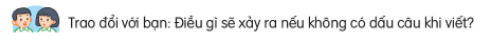 Trao đổi với bạn: Điều gì sẽ xảy ra nếu không có dấu câu khi viết?